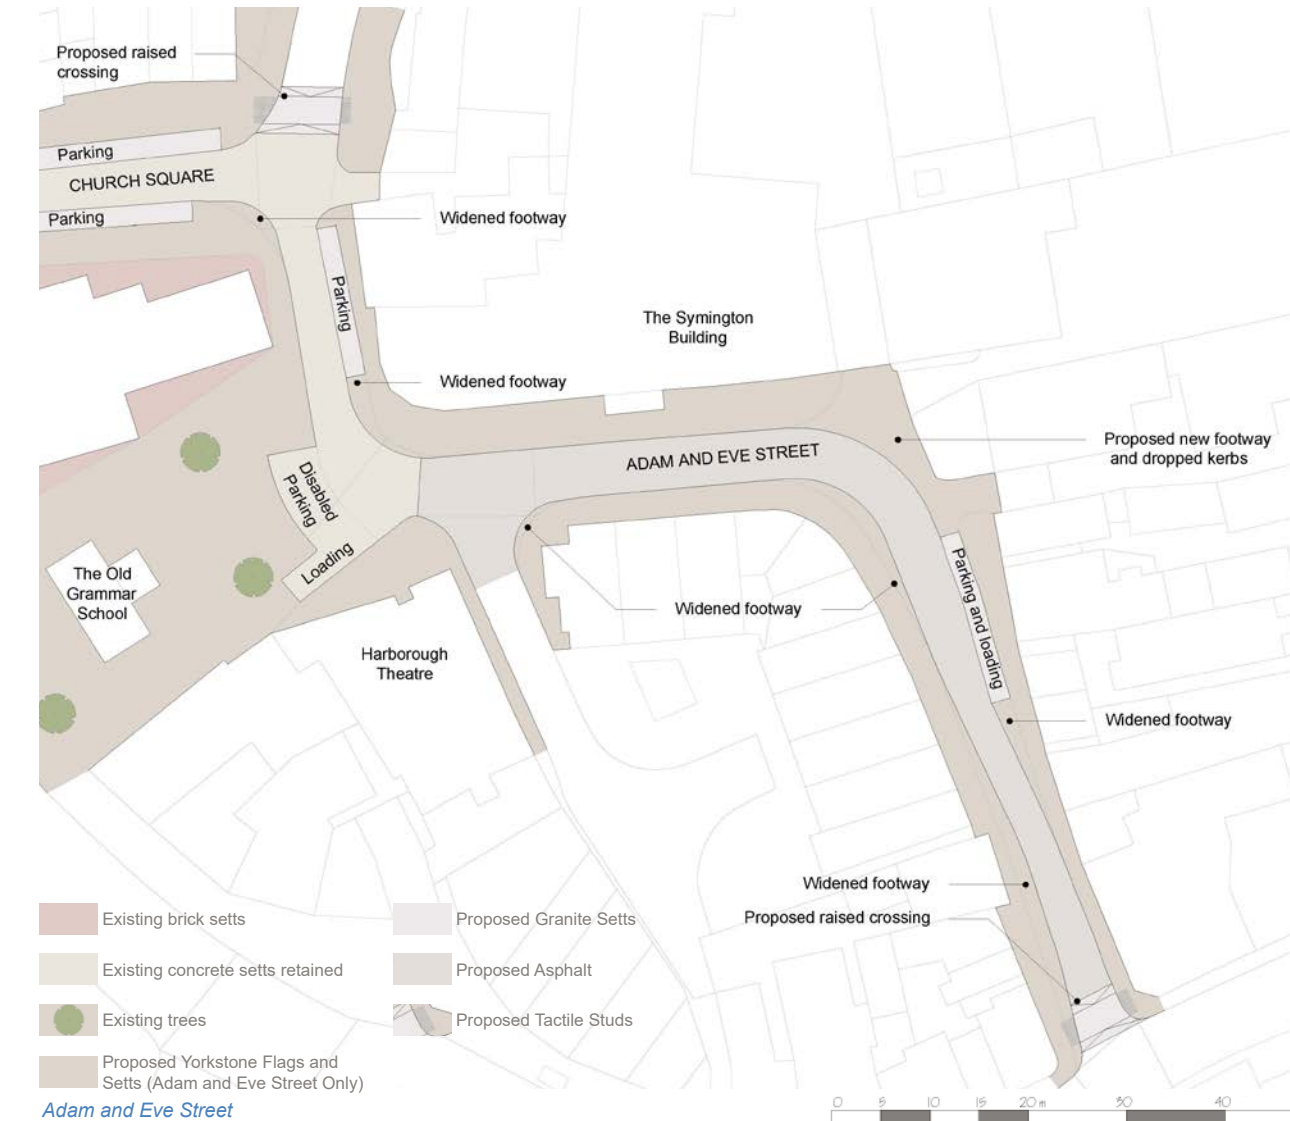 Proposed raised
crossing
Parking
CHURCH SQUARE
Parking
Widened footway
Parking
The Symington
Building
Widened footway
ADAM AND EVE STREET
Proposed new footway
and dropped kerbs
Disabled
Parking
Loading
The Old
Grammar
School
Widened footway
Parking and loading
Harborough
Theatre
Widened footway
Widened footway
Proposed raised crossing
Existing brick setts
Proposed Granite Setts
Existing concrete setts retained
Proposed Asphalt
Existing trees
Proposed Tactile Studs
Proposed Yorkstone Flags and
Setts (Adam and Eve Street Only)
Adam and Eve Street
0 5 10 15 20 m 30 40